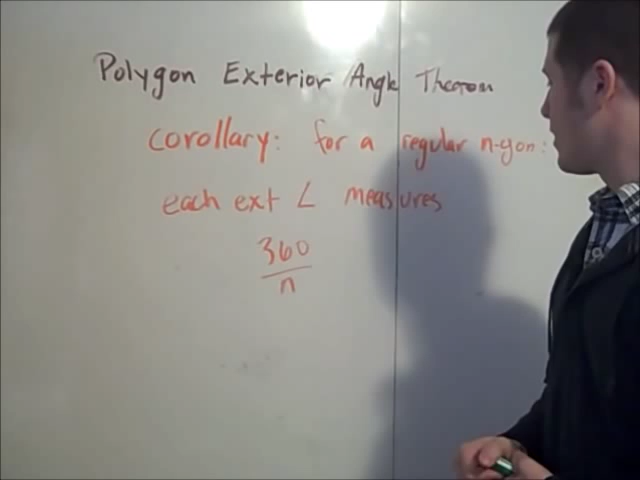 Polygon Exterior Angle Theorem
corollary: for a regular n-gon:
each ext ∠ measures
360
n